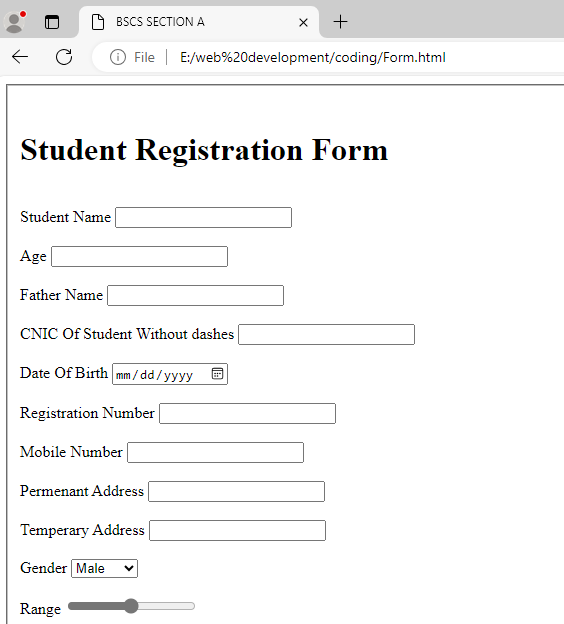 BSCS SECTION A
File E:/web%20development/coding/Form.html
Student Registration Form
Student Name
Age
Father Name
CNIC Of Student Without dashes
Date Of Birth mm/dd/yyyy
Registration Number
Mobile Number
Permenant Address
Temperary Address
Gender Male
Range